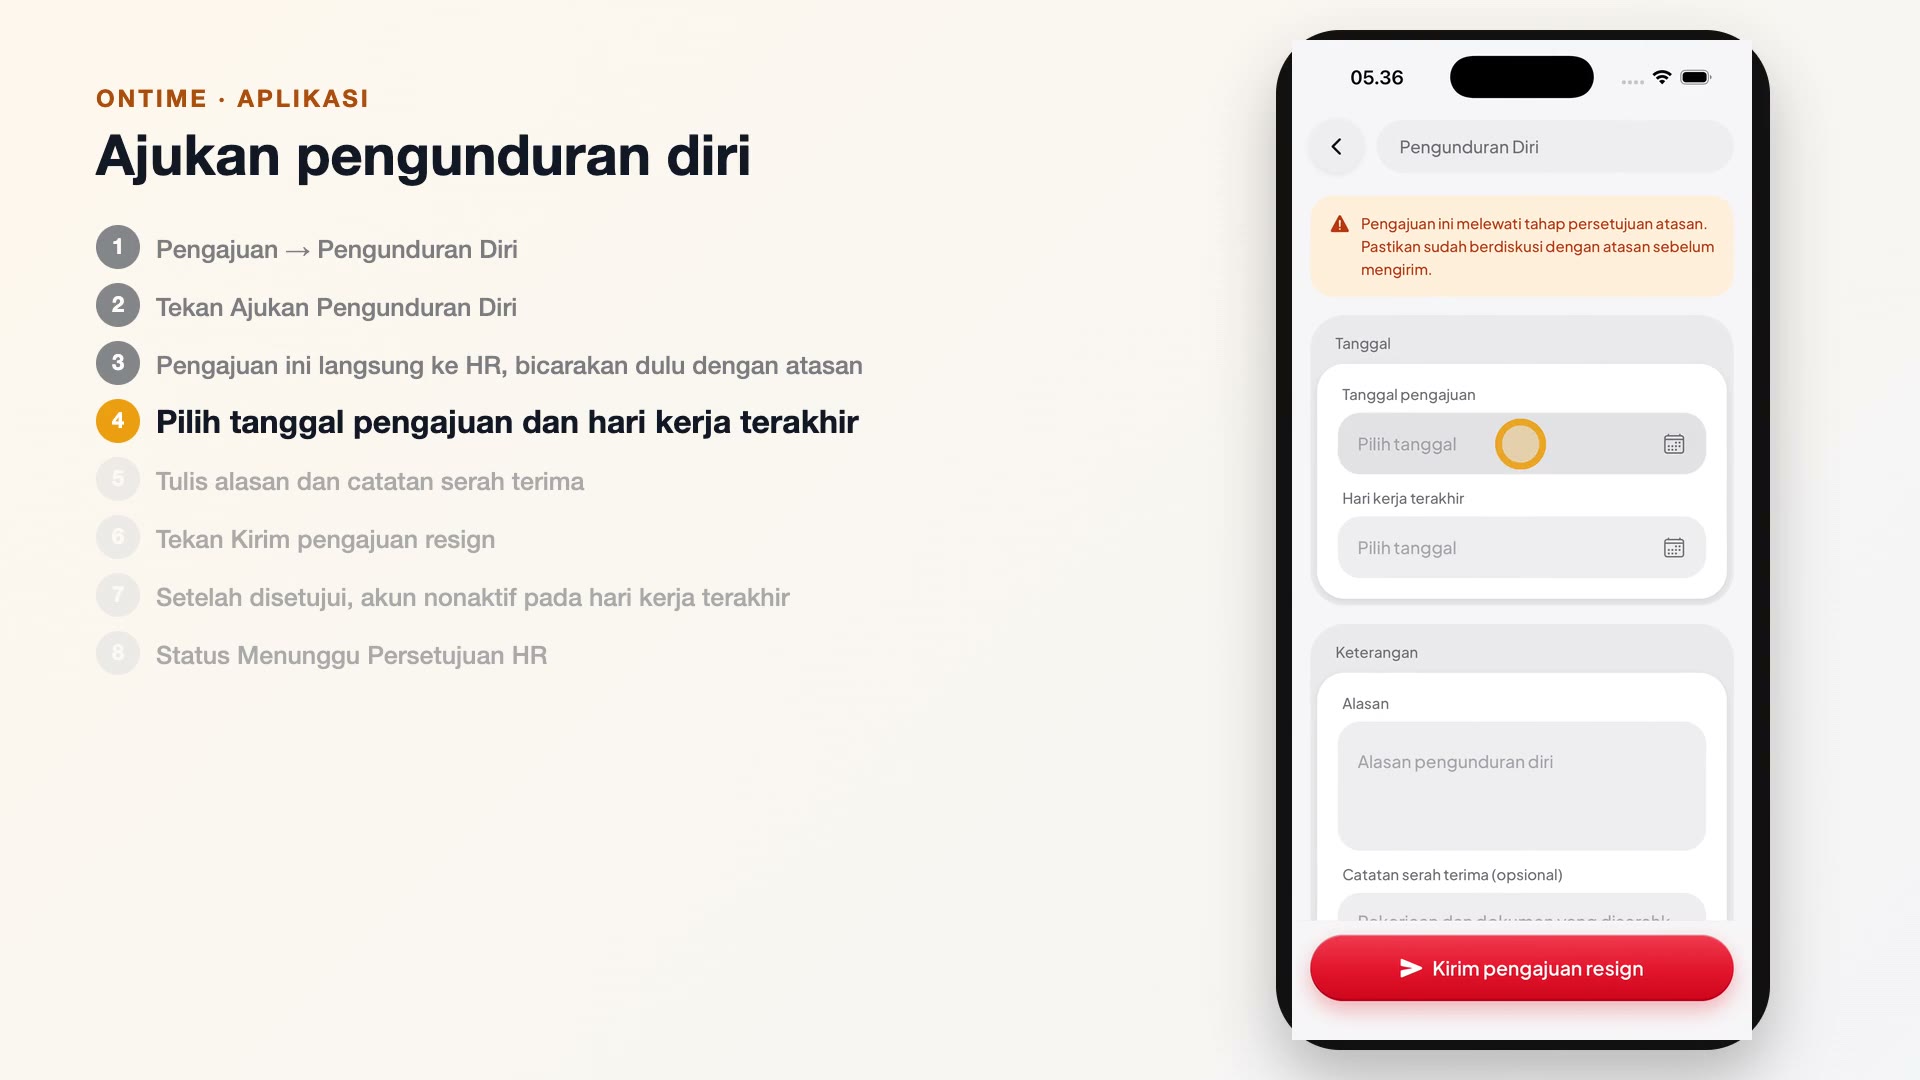 ONTIME · APLIKASI
Ajukan pengunduran diri
1 Pengajuan → Pengunduran Diri
2 Tekan Ajukan Pengunduran Diri
3 Pengajuan ini langsung ke HR, bicarakan dulu dengan atasan
4 Pilih tanggal pengajuan dan hari kerja terakhir
5 Tulis alasan dan catatan serah terima
6 Tekan Kirim pengajuan resign
7 Setelah disetujui, akun nonaktif pada hari kerja terakhir
8 Status Menunggu Persetujuan HR
05.36
Pengunduran Diri
Pengajuan ini melewati tahap persetujuan atasan.
Pastikan sudah berdiskusi dengan atasan sebelum
mengirim.
Tanggal
Tanggal pengajuan
Pilih tanggal
Hari kerja terakhir
Pilih tanggal
Keterangan
Alasan
Alasan pengunduran diri
Catatan serah terima (opsional)
Kirim pengajuan resign